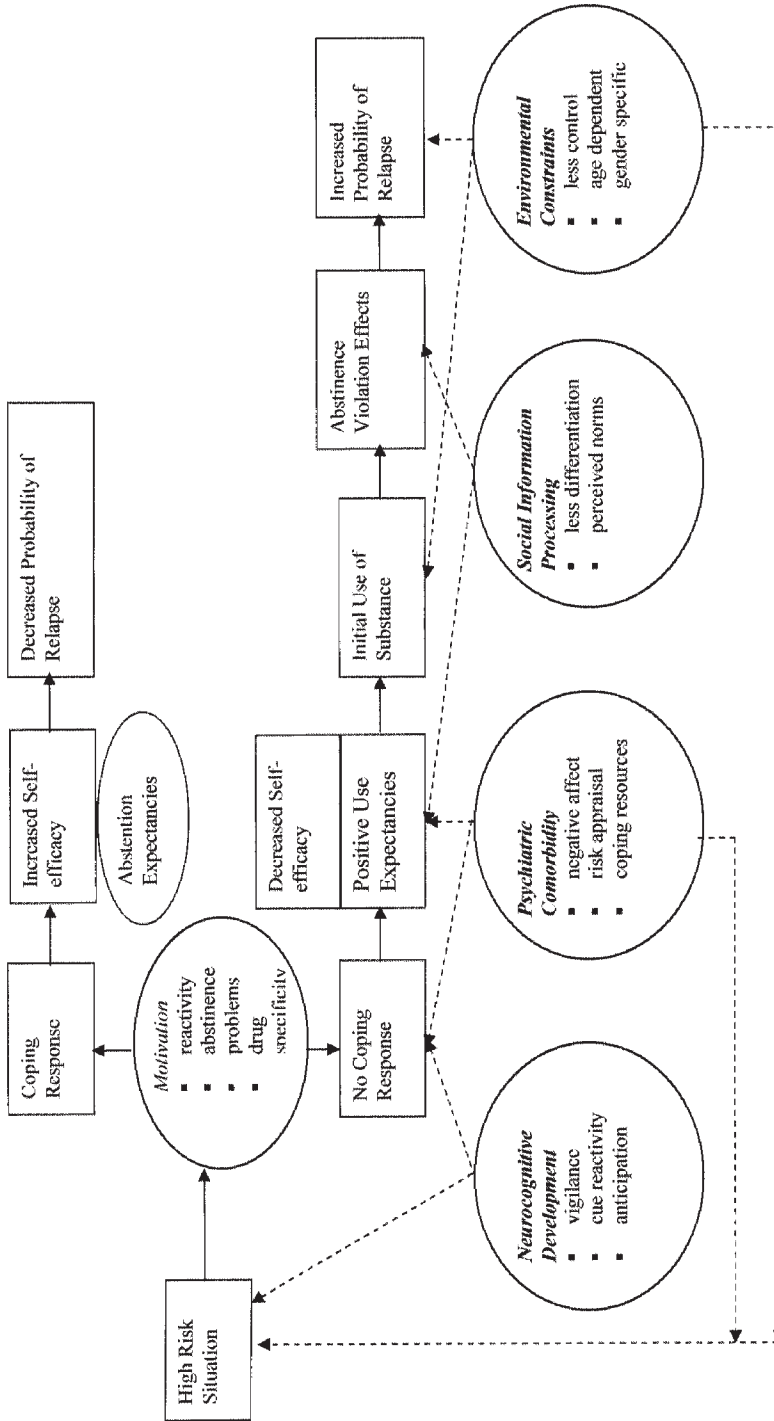 High Risk
Situation
Motivation
▪ reactivity
▪ abstinence
▪ problems
▪ drug
specificity
Coping
Response
Increased Self-
efficacy
Abstention
Expectancies
Decreased Probability of
Relapse
No Coping
Response
Decreased Self-
efficacy
Positive Use
Expectancies
Initial Use of
Substance
Abstinence
Violation Effects
Increased
Probability of
Relapse
Neurocognitive
Development
▪ vigilance
▪ cue reactivity
▪ anticipation
Psychiatric
Comorbidity
▪ negative affect
▪ risk appraisal
▪ coping resources
Social Information
Processing
▪ less differentiation
▪ perceived norms
Environmental
Constraints
▪ less control
▪ age dependent
▪ gender specific